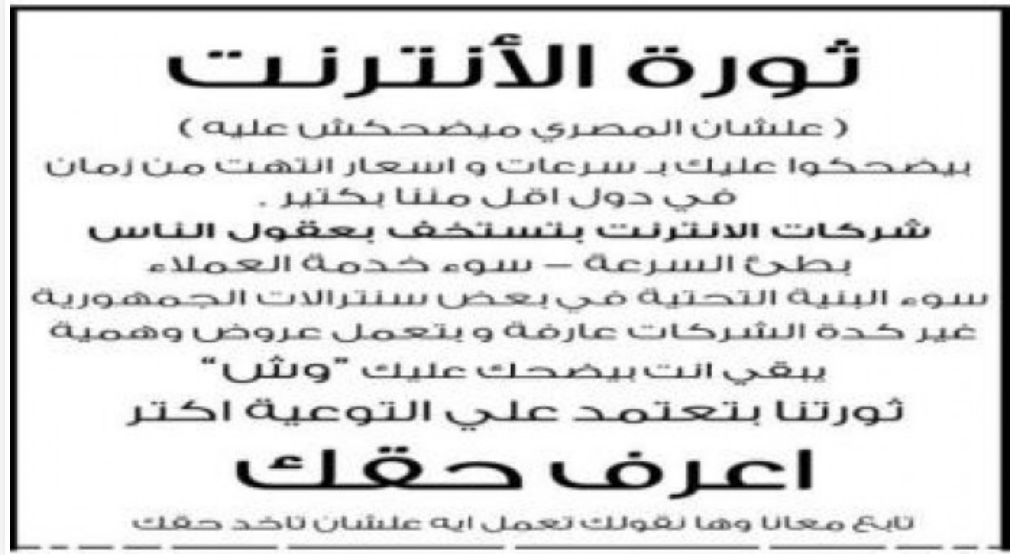 ثورة الأنترنت
( علشان المصري ميضحكش عليه )
بيضحكوا عليك بـ سرعات و اسعار انتهت من زمان
في دول اقل مننا بكتير .
شركات الانترنت بتستخف بعقول الناس
بطئ السرعة – سوء خدمة العملاء
سوء البنية التحتية في بعض سنترالات الجمهورية
غير كدة الشركات عارفة و بتعمل عروض وهمية
يبقي انت بيضحك عليك "وش"
ثورتنا بتعتمد علي التوعية اكتر
اعرف حقك
تابع معانا وها نقولك تعمل ايه علشان تاخد حقك